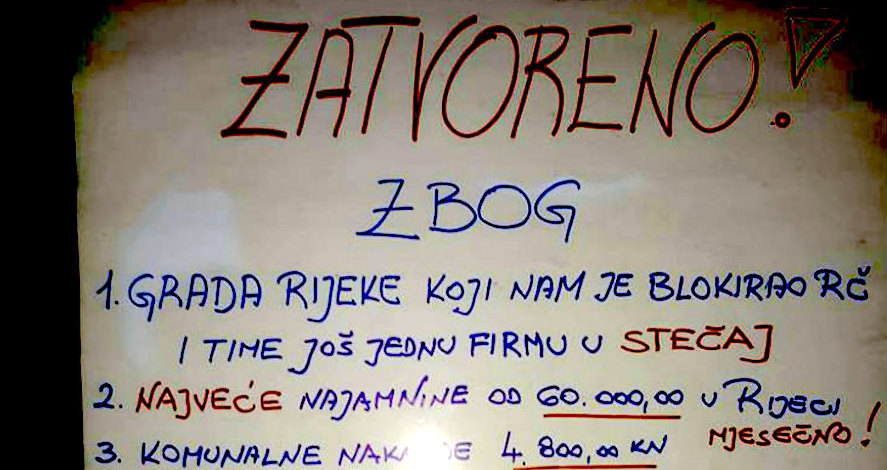 ZATVORENO!
ZBOG
1. GRADA RIJEKE KOJI NAM JE BLOKIRAO RČ
I TIME JOŠ JEDNU FIRMU U STEČAJ
2. NAJVEĆE NAJAMNINE OD 60.000,00 U RIJECI
MJESEČNO!
3. KOMUNALNE 4.800,00 KN